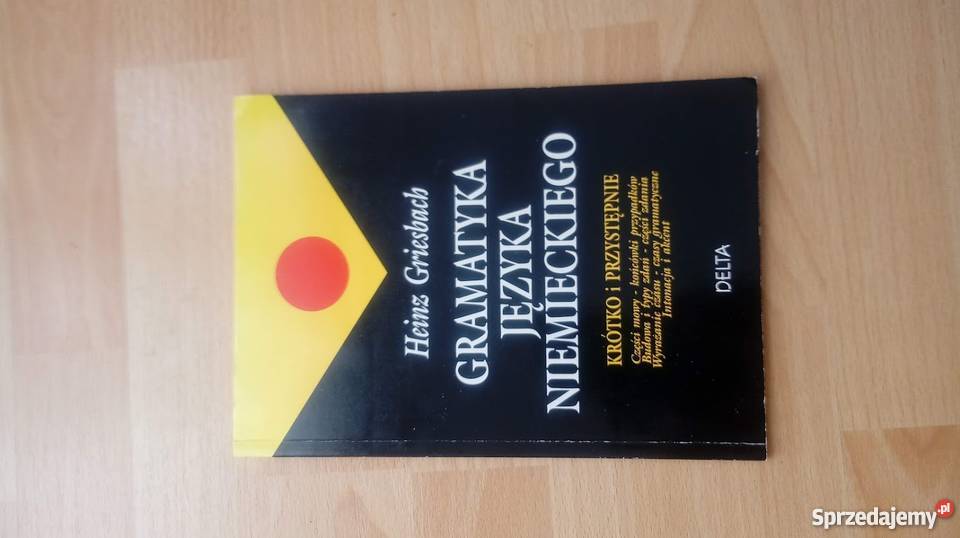 Heinz Griesbach
GRAMATYKA
JĘZYKA
NIEMIECKIEGO
KRÓTKO i PRZYSTĘPNIE
Części mowy - końcówki przypadków
Budowa i typy zdań - części zdania
Wyrażanie czasu - czasy gramatyczne
Intonacja i akcent
DELTA
Sprzedajemy.pl